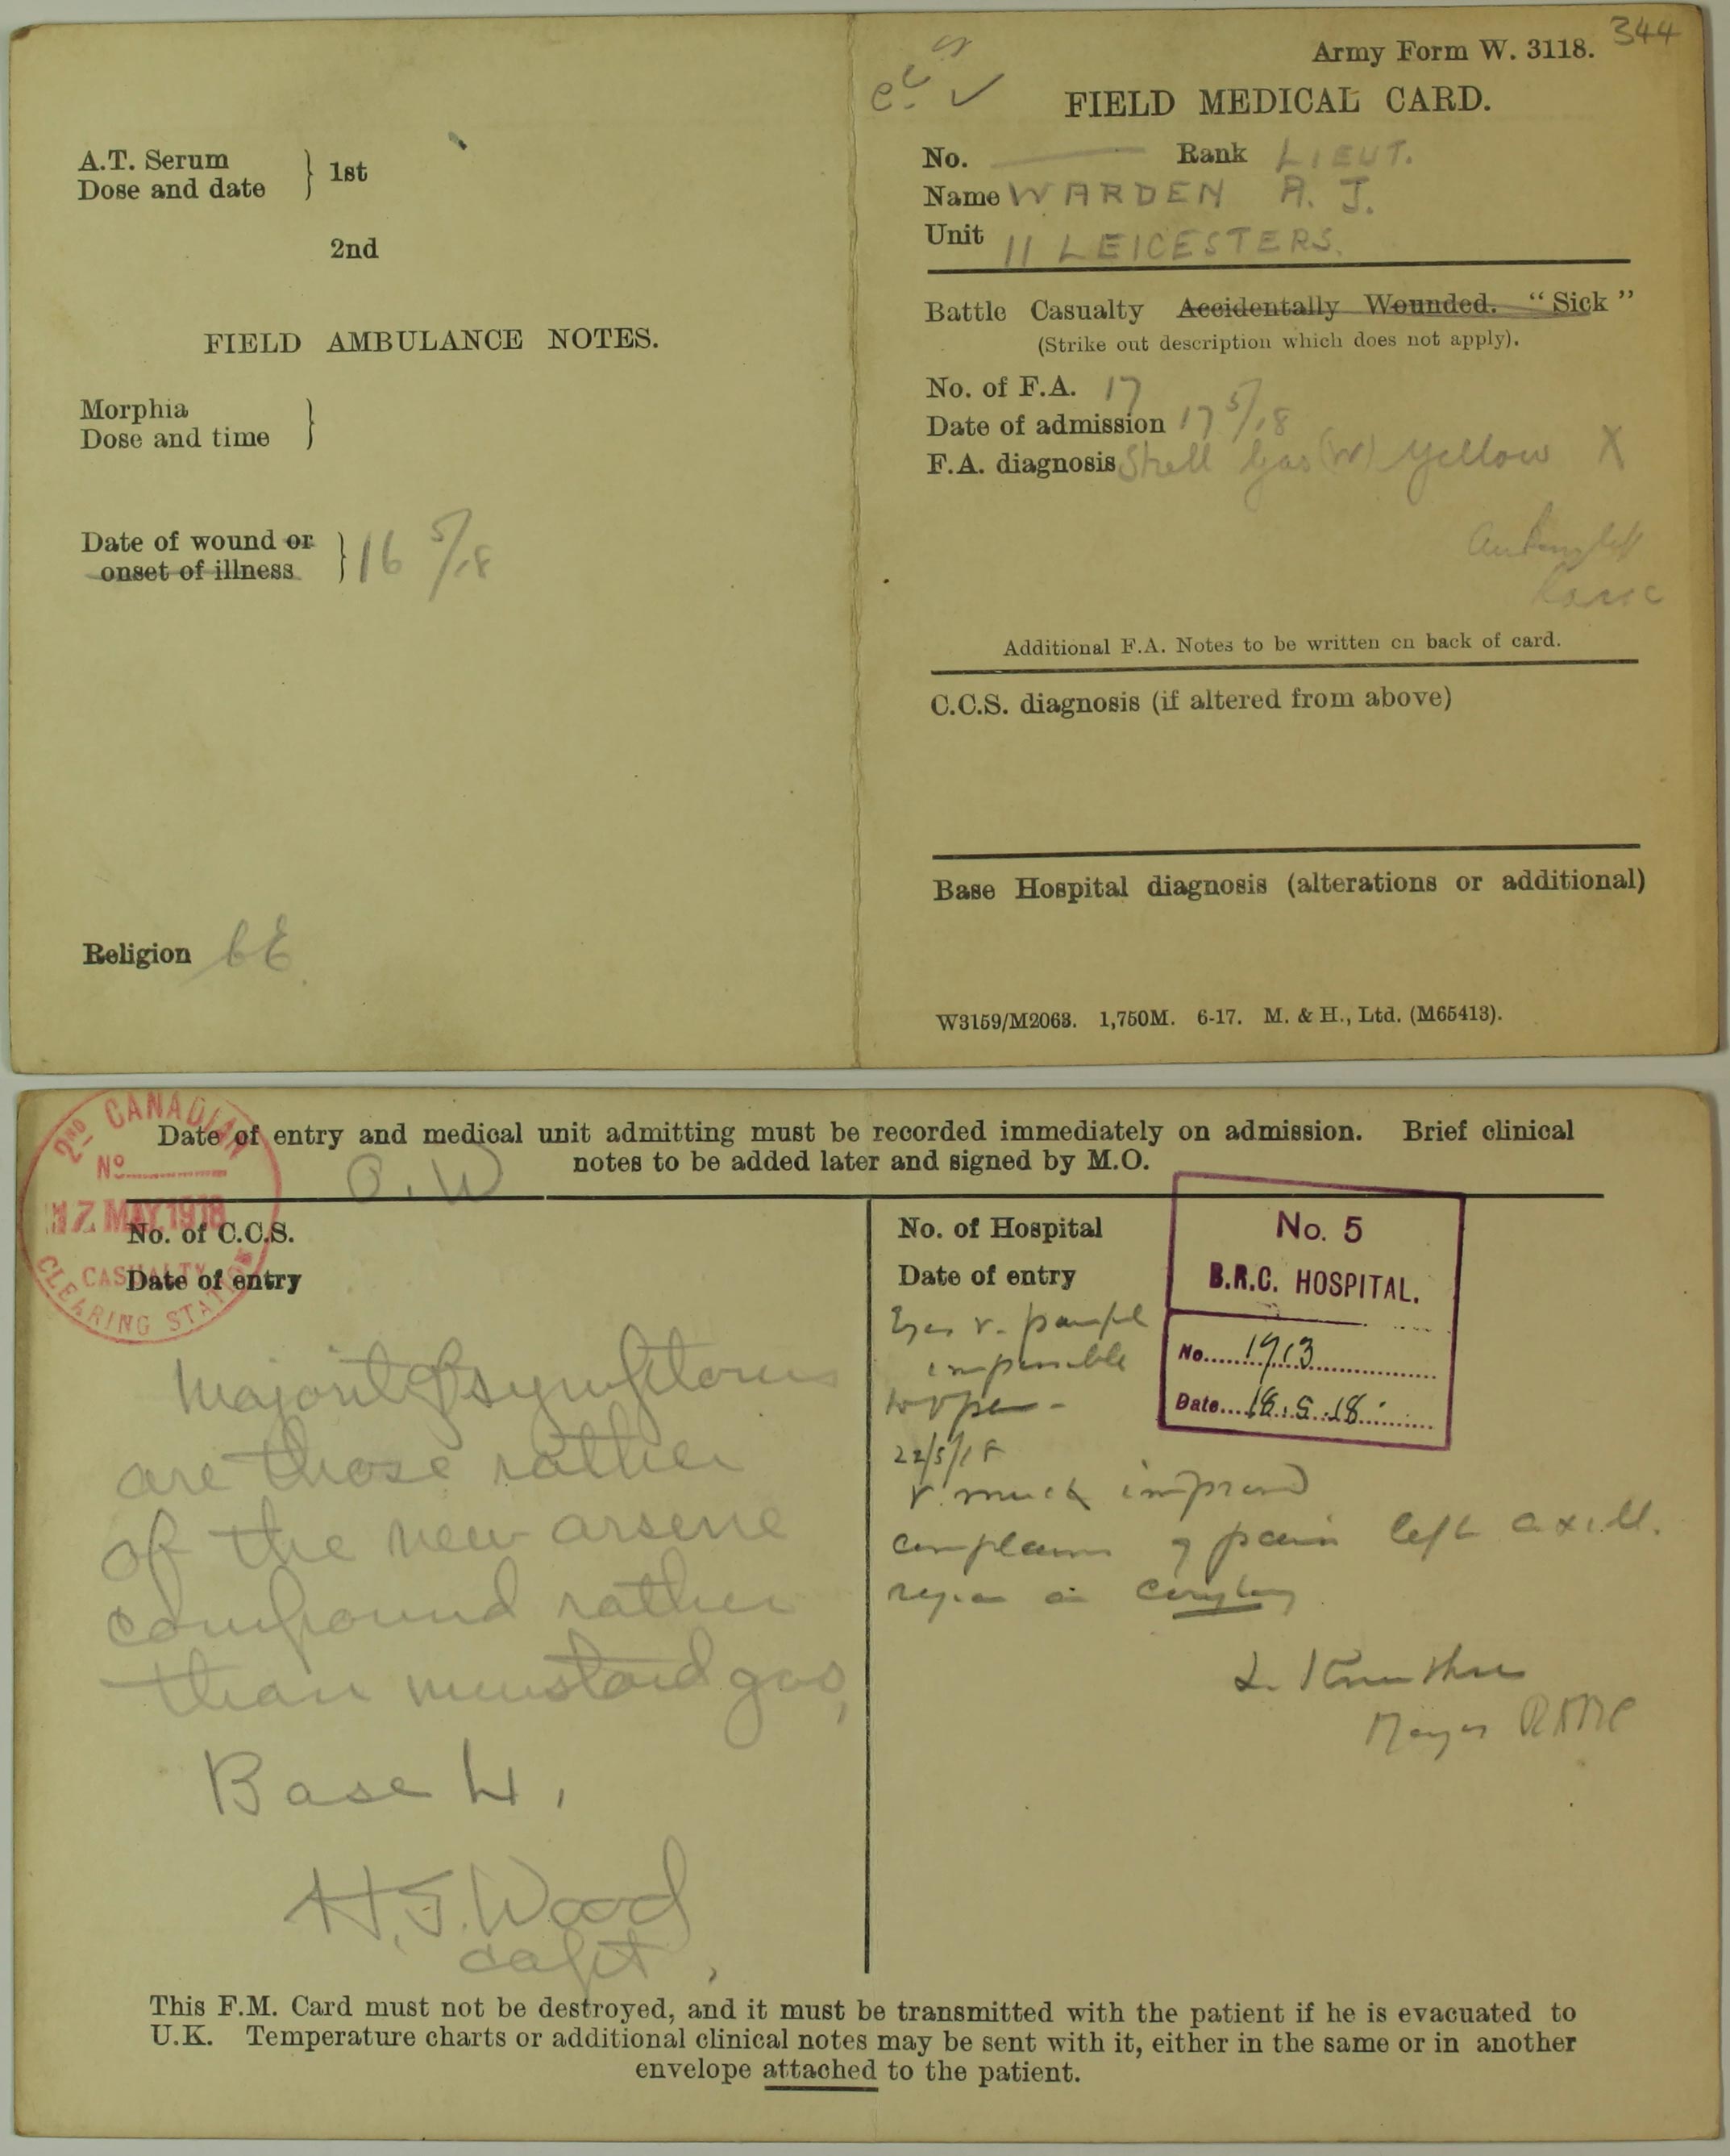 A.T. Serum
Dose and date } 1st
2nd
FIELD AMBULANCE NOTES.
Morphia
Dose and time }
Date of wound or
onset of illness } 16 5/18
Religion CE
344
Army Form W. 3118.
FIELD MEDICAL CARD.
No. — Rank LIEUT.
Name WARDEN A. J.
Unit 11 LEICESTERS.
Battle Casualty Accidentally Wounded. "Sick"
(Strike out description which does not apply).
No. of F.A. 17
Date of admission 17 5/18
F.A. diagnosis Shell Gas (W) Yellow X
Additional F.A. Notes to be written on back of card.
C.C.S. diagnosis (if altered from above)
Base Hospital diagnosis (alterations or additional)
W3159/M2063. 1,750M. 6-17. M. & H., Ltd. (M65413).
2ND CANADIAN
No
17 MAY 1918
CASUALTY
CLEARING STATION
Date of entry and medical unit admitting must be recorded immediately on admission. Brief clinical
notes to be added later and signed by M.O.
O. W
No. of C.C.S.
Date of entry
Majority of symptoms
are those rather
of the new arsene
compound rather
than mustard gas,
Base L,
H. J. Wood
Capt,
No. of Hospital
Date of entry
No. 5
B.R.C. HOSPITAL.
No. 1913
Date 18.5.18
Eyes v. painful
impossible
to open -
22/5/18
v. much improved
complains of pain left axill.
region on coughing
Major RAMC
This F.M. Card must not be destroyed, and it must be transmitted with the patient if he is evacuated to
U.K. Temperature charts or additional clinical notes may be sent with it, either in the same or in another
envelope attached to the patient.